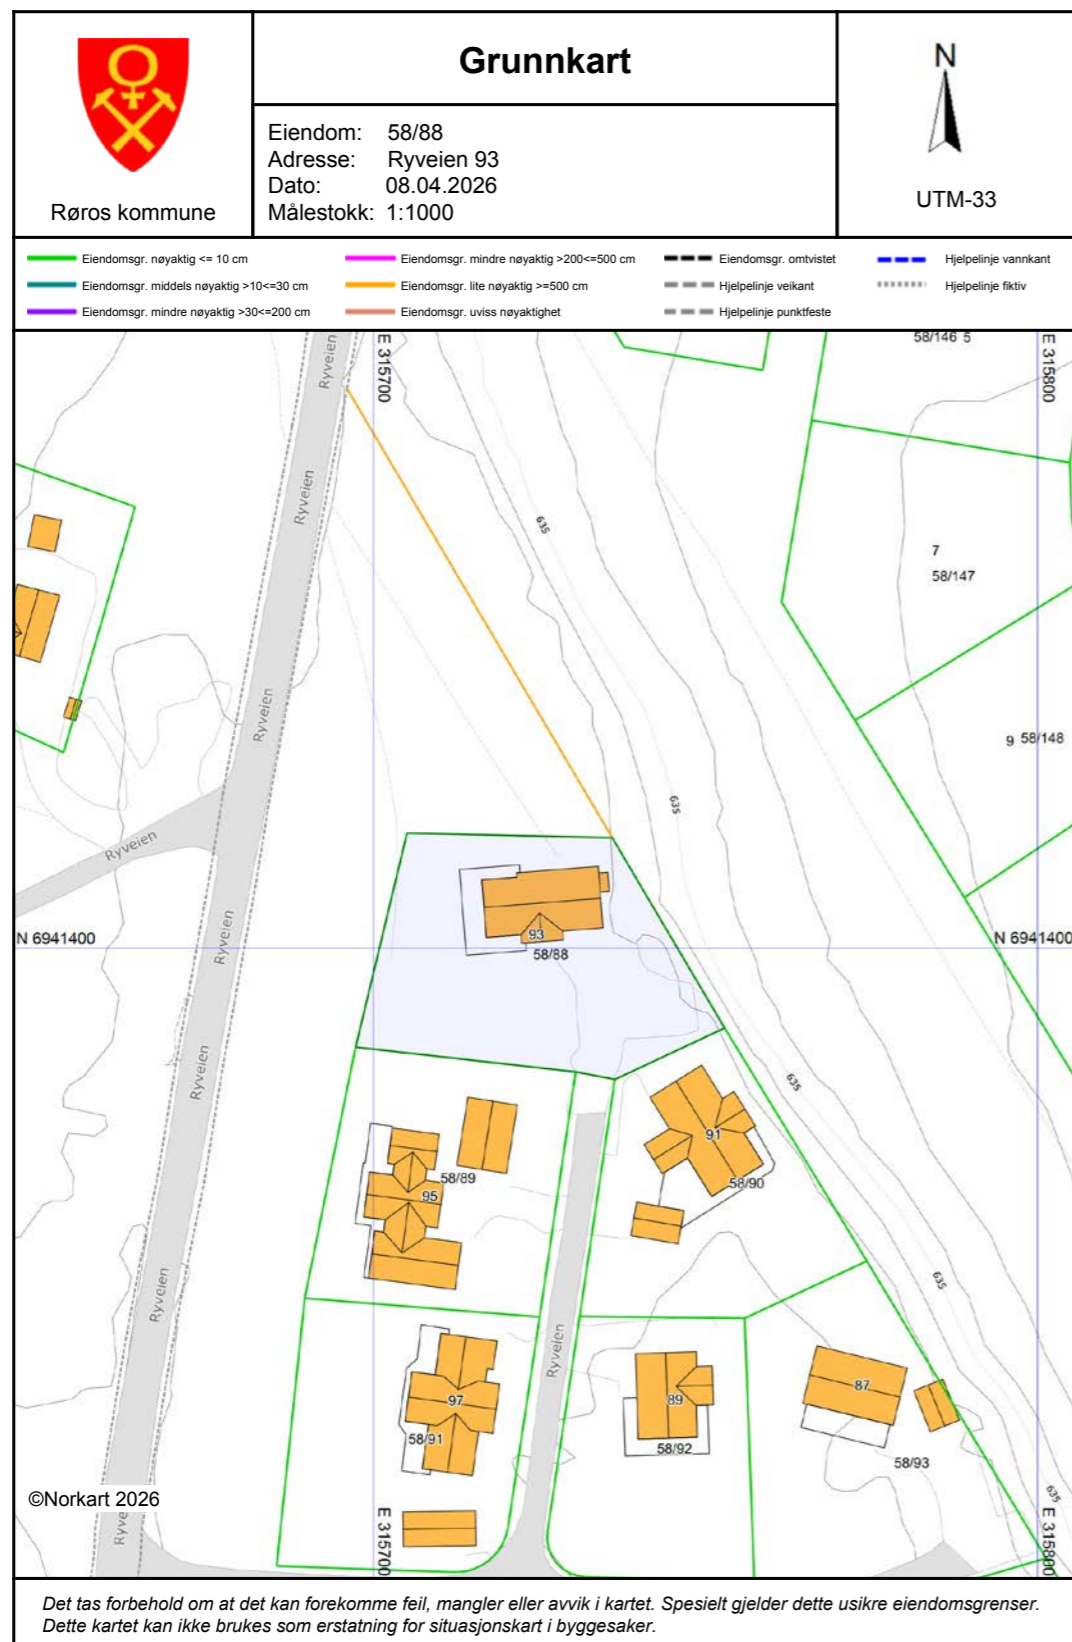 Røros kommune
Grunnkart
Eiendom: 58/88
Adresse: Ryveien 93
Dato: 08.04.2026
Målestokk: 1:1000
N
UTM-33
Eiendomsgr. nøyaktig <= 10 cm
Eiendomsgr. middels nøyaktig >10<=30 cm
Eiendomsgr. mindre nøyaktig >30<=200 cm
Eiendomsgr. mindre nøyaktig >200<=500 cm
Eiendomsgr. lite nøyaktig >=500 cm
Eiendomsgr. uviss nøyaktighet
Eiendomsgr. omtvistet
Hjelpelinje veikant
Hjelpelinje punktfeste
Hjelpelinje vannkant
Hjelpelinje fiktiv
Ryveien
E 315700
58/146 5
E 315800
Ryveien
635
7
58/147
Ryveien
9 58/148
635
Ryveien
N 6941400
Ryveien
93
58/88
N 6941400
Ryveien
635
91
58/89
58/90
95
Ryveien
635
Ryveien
87
97
89
58/91
58/92
58/93
635
©Norkart 2026
E 315700
E 315800
Det tas forbehold om at det kan forekomme feil, mangler eller avvik i kartet. Spesielt gjelder dette usikre eiendomsgrenser.
Dette kartet kan ikke brukes som erstatning for situasjonskart i byggesaker.